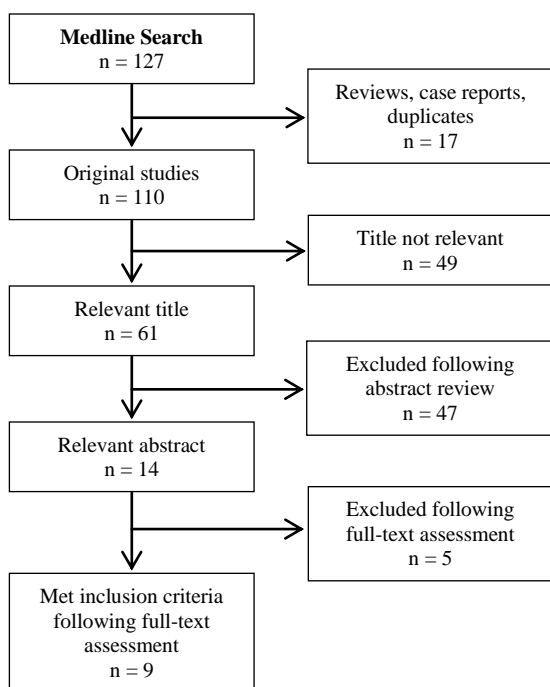 Medline Search
n = 127
Reviews, case reports,
duplicates
n = 17
Original studies
n = 110
Title not relevant
n = 49
Relevant title
n = 61
Excluded following
abstract review
n = 47
Relevant abstract
n = 14
Excluded following
full-text assessment
n = 5
Met inclusion criteria
following full-text
assessment
n = 9